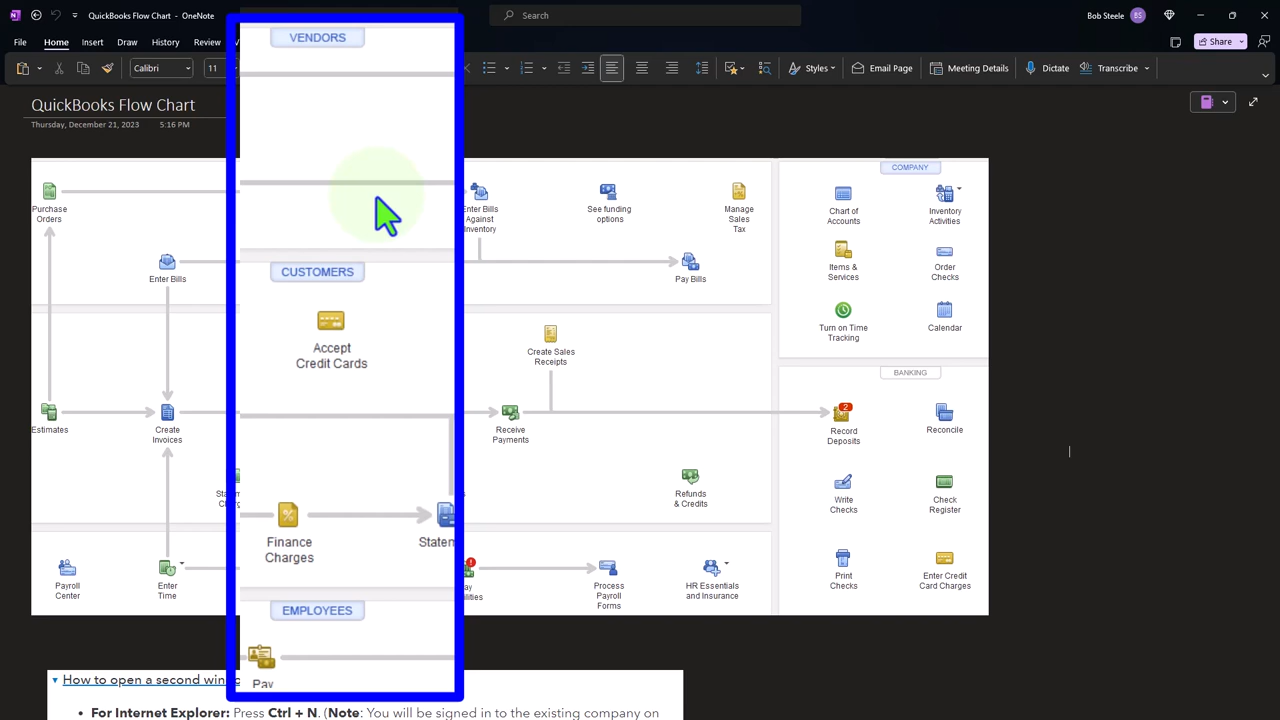 QuickBooks Flow Chart - OneNote
Search
Bob Steele BS
File Home Insert Draw History Review
Share
Calibri 11 Styles Email Page Meeting Details Dictate Transcribe
QuickBooks Flow Chart
Thursday, December 21, 2023 5:16 PM
VENDORS
COMPANY
Purchase
Orders
Enter Bills
Enter Bills
Against
Inventory
See funding
options
Manage
Sales
Tax
Pay Bills
Chart of
Accounts
Inventory
Activities
Items &
Services
Order
Checks
Turn on Time
Tracking
Calendar
CUSTOMERS
Accept
Credit Cards
Create Sales
Receipts
Estimates
Create
Invoices
Receive
Payments
Finance
Charges
Statem
Refunds
& Credits
BANKING
2
Record
Deposits
Reconcile
Write
Checks
Check
Register
Print
Checks
Enter Credit
Card Charges
EMPLOYEES
Payroll
Center
Enter
Time
Pay
Process
Payroll
Forms
HR Essentials
and Insurance
How to open a second wind
• For Internet Explorer: Press Ctrl + N. (Note: You will be signed in to the existing company on